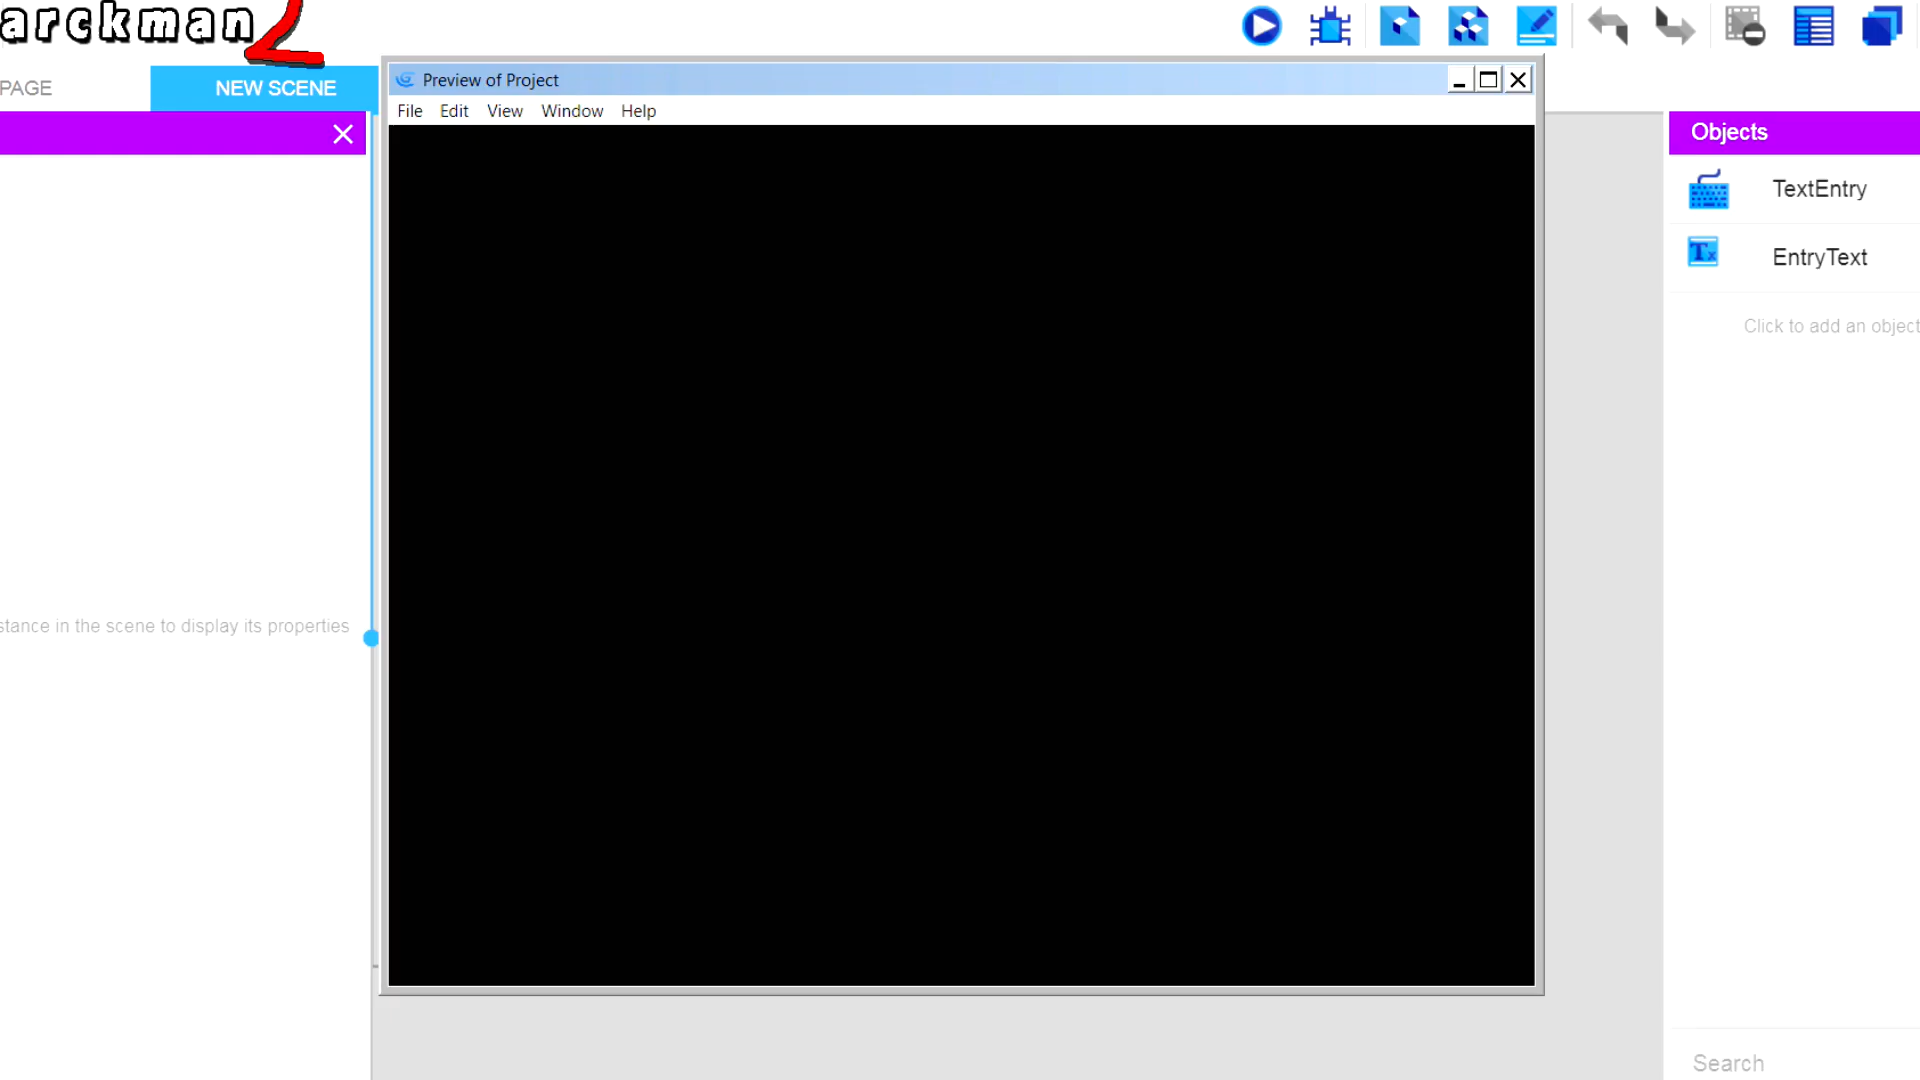 arckman2
PAGE
NEW SCENE
Preview of Project
File Edit View Window Help
Objects
TextEntry
EntryText
Click to add an object
stance in the scene to display its properties
Search